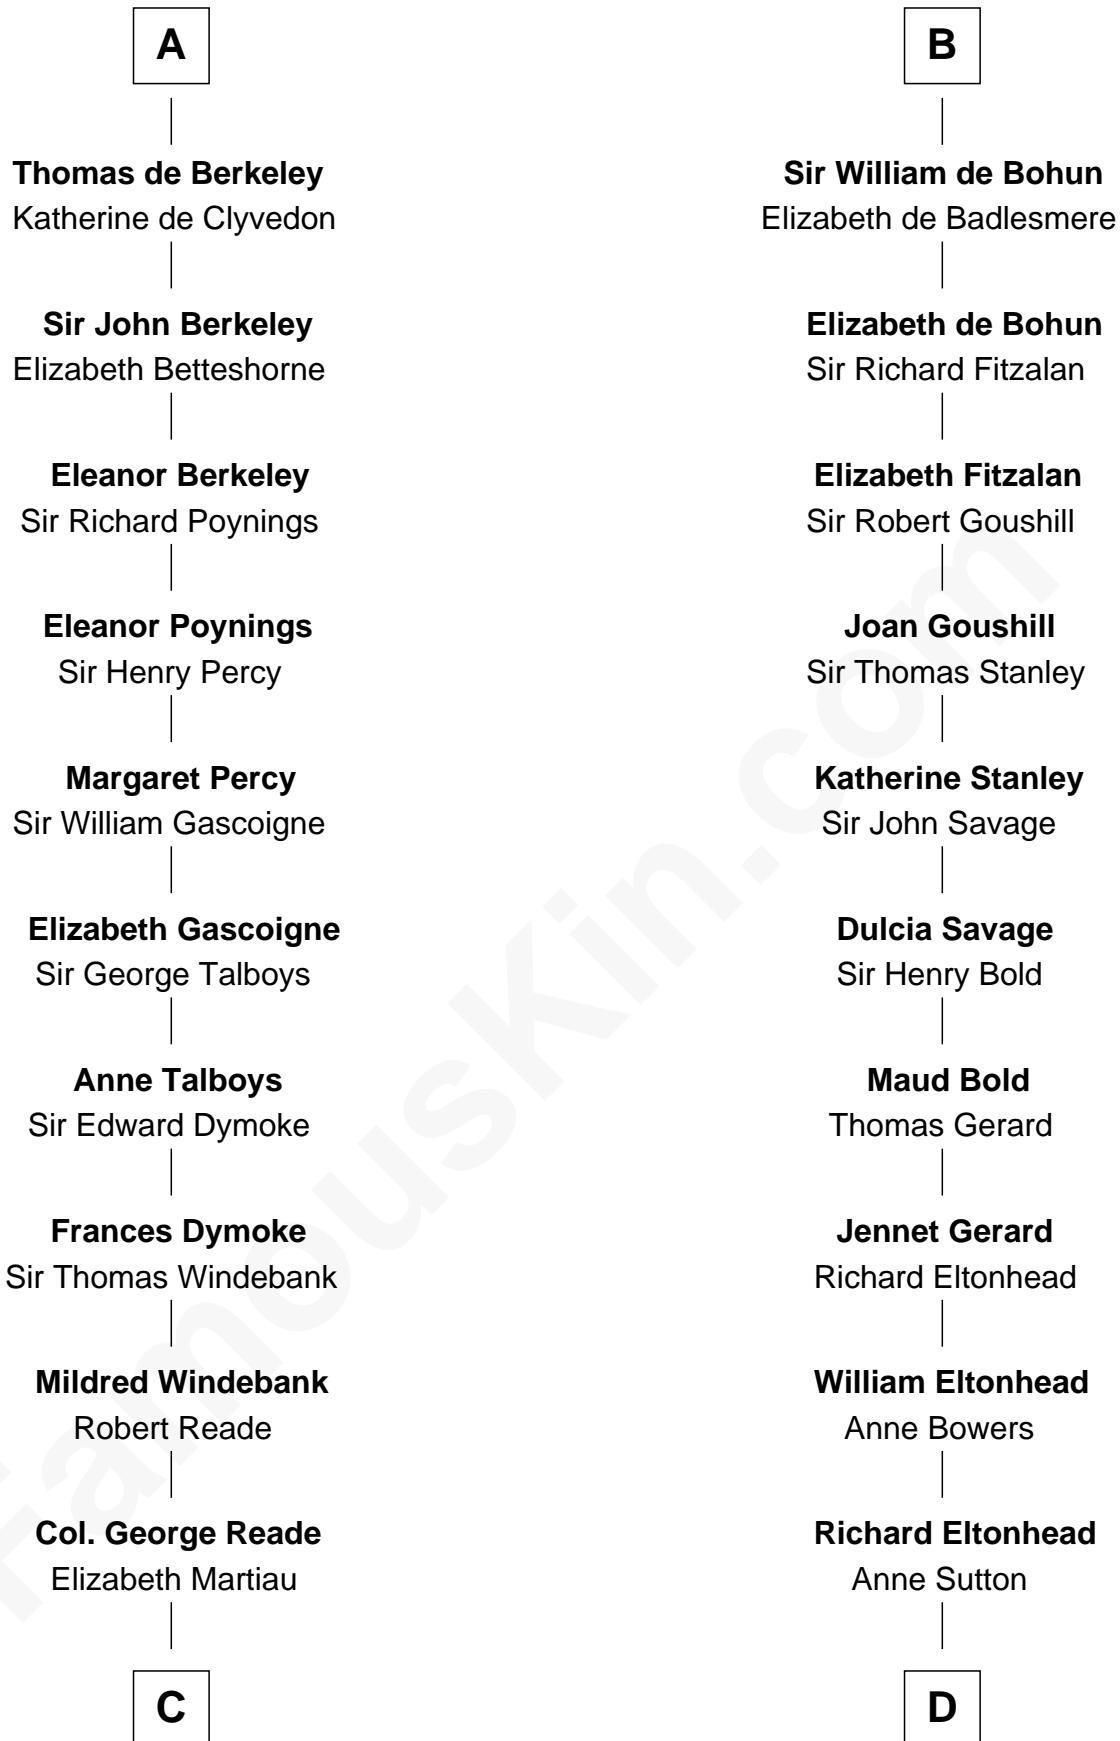 A
Thomas de Berkeley
Katherine de Clyvedon
Sir John Berkeley
Elizabeth Betteshorne
Eleanor Berkeley
Sir Richard Poynings
Eleanor Poynings
Sir Henry Percy
Margaret Percy
Sir William Gascoigne
Elizabeth Gascoigne
Sir George Talboys
Anne Talboys
Sir Edward Dymoke
Frances Dymoke
Sir Thomas Windebank
Mildred Windebank
Robert Reade
Col. George Reade
Elizabeth Martiau
C
B
Sir William de Bohun
Elizabeth de Badlesmere
Elizabeth de Bohun
Sir Richard Fitzalan
Elizabeth Fitzalan
Sir Robert Goushill
Joan Goushill
Sir Thomas Stanley
Katherine Stanley
Sir John Savage
Dulcia Savage
Sir Henry Bold
Maud Bold
Thomas Gerard
Jennet Gerard
Richard Eltonhead
William Eltonhead
Anne Bowers
Richard Eltonhead
Anne Sutton
D
FamousKin.com